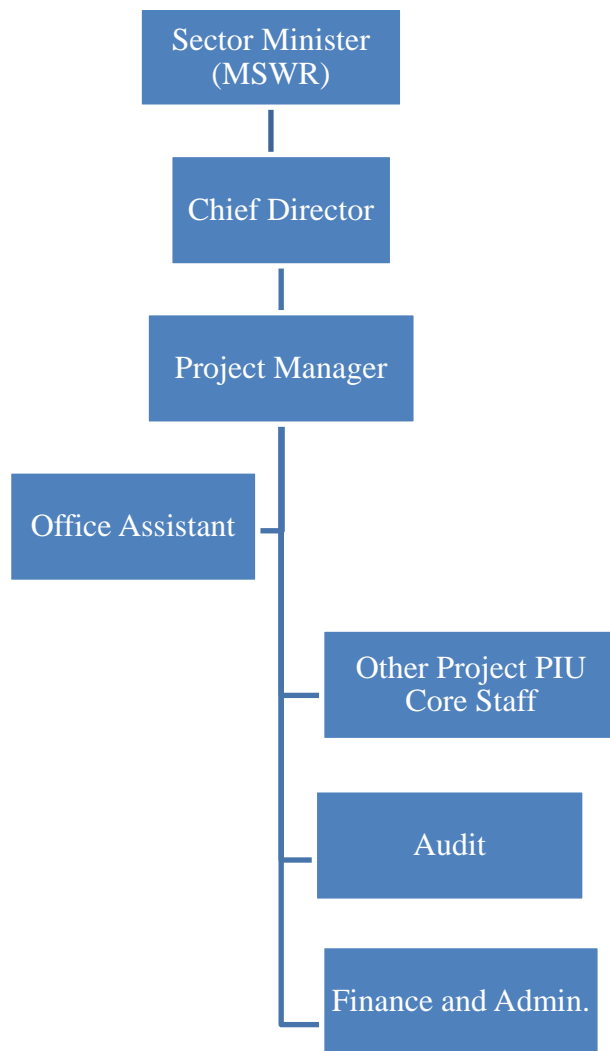 Sector Minister
(MSWR)
Chief Director
Project Manager
Office Assistant
Other Project PIU
Core Staff
Audit
Finance and Admin.